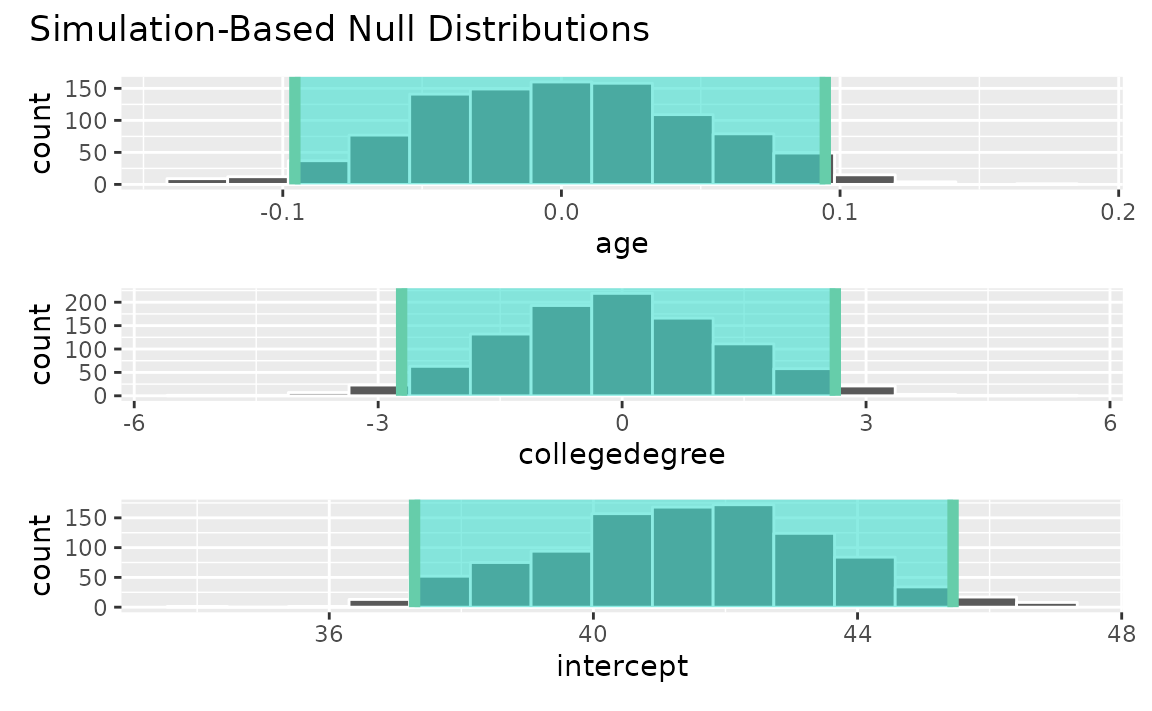 Simulation-Based Null Distributions
150
100
50
0
count
-0.1 0.0 0.1 0.2
age
200
150
100
50
0
count
-6 -3 0 3 6
collegedegree
150
100
50
0
count
36 40 44 48
intercept